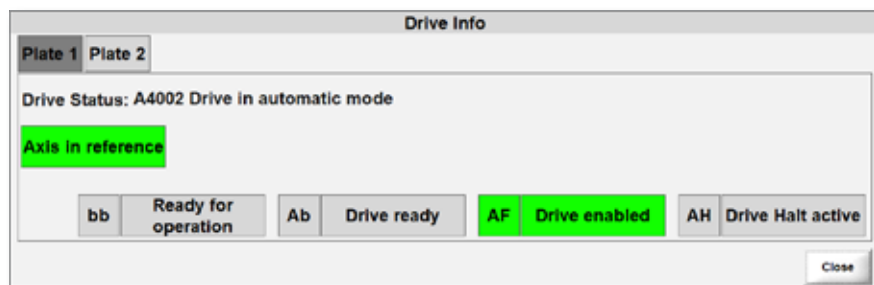 Drive Info
Plate 1 Plate 2
Drive Status: A4002 Drive in automatic mode
Axis in reference
bb Ready for operation Ab Drive ready AF Drive enabled AH Drive Halt active
Close